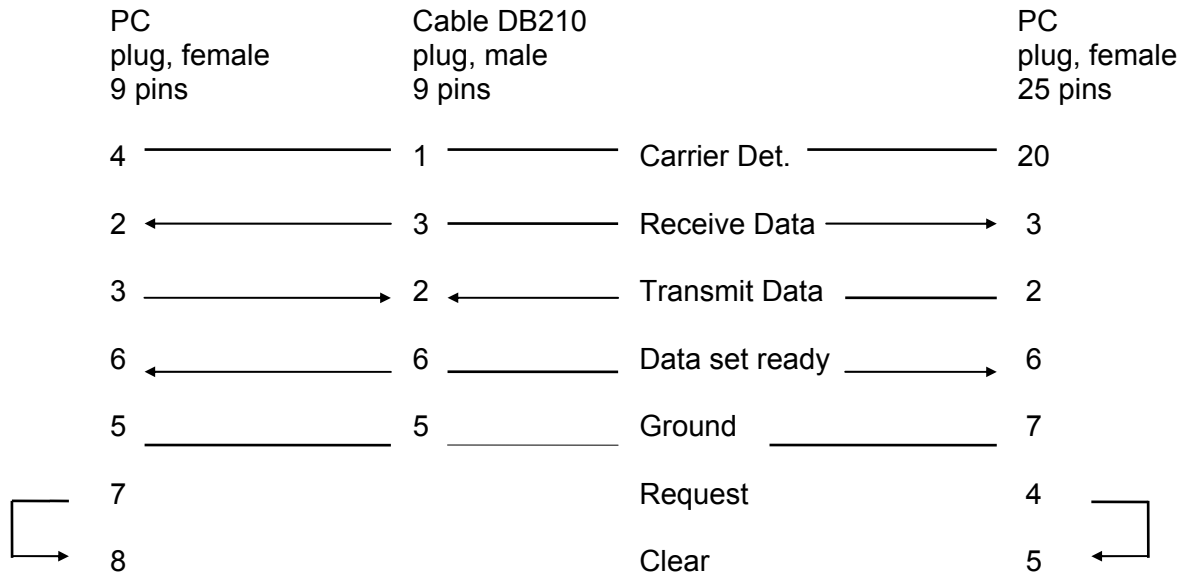 PC Cable DB210 PC
plug, female plug, male plug, female
9 pins 9 pins 25 pins
4 1 Carrier Det. 20
2 3 Receive Data 3
3 2 Transmit Data 2
6 6 Data set ready 6
5 5 Ground 7
7 Request 4
8 Clear 5